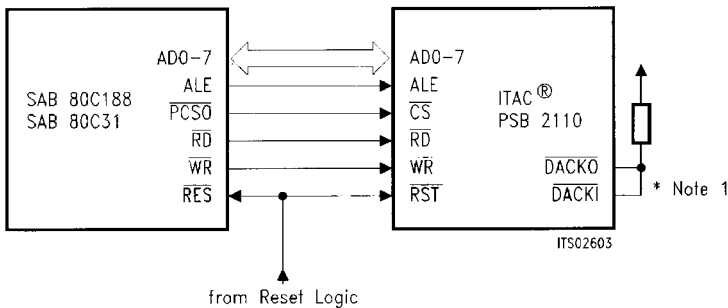 SAB 80C188
SAB 80C31
AD0-7
ALE
PCS0
RD
WR
RES
AD0-7
ALE
CS
RD
WR
RST
ITAC®
PSB 2110
DACK0
DACKI
* Note 1
ITS02603
from Reset Logic